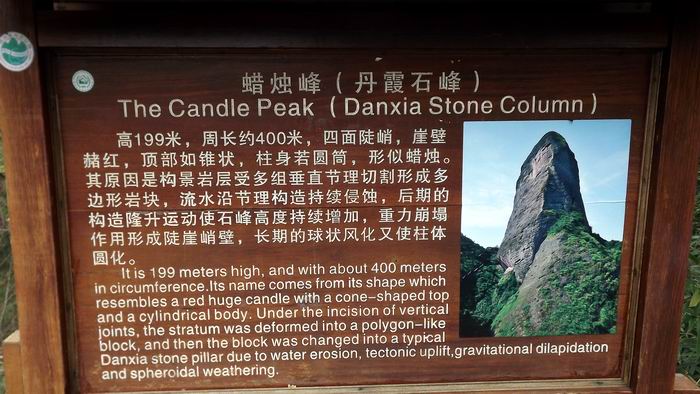 蜡烛峰（丹霞石峰）
The Candle Peak （Danxia Stone Column）
高199米，周长约400米，四面陡峭，崖壁
赭红，顶部如锥状，柱身若圆筒，形似蜡烛。
其原因是构景岩层受多组垂直节理切割形成多
边形岩块，流水沿节理构造持续侵蚀，后期的
构造隆升运动使石峰高度持续增加，重力崩塌
作用形成陡崖峭壁，长期的球状风化又使柱体
圆化。
It is 199 meters high, and with about 400 meters
in circumference.Its name comes from its shape which
resembles a red huge candle with a cone-shaped top
and a cylindrical body. Under the incision of vertical
joints, the stratum was deformed into a polygon-like
block, and then the block was changed into a typical
Danxia stone pillar due to water erosion, tectonic uplift,gravitational dilapidation
and spheroidal weathering.